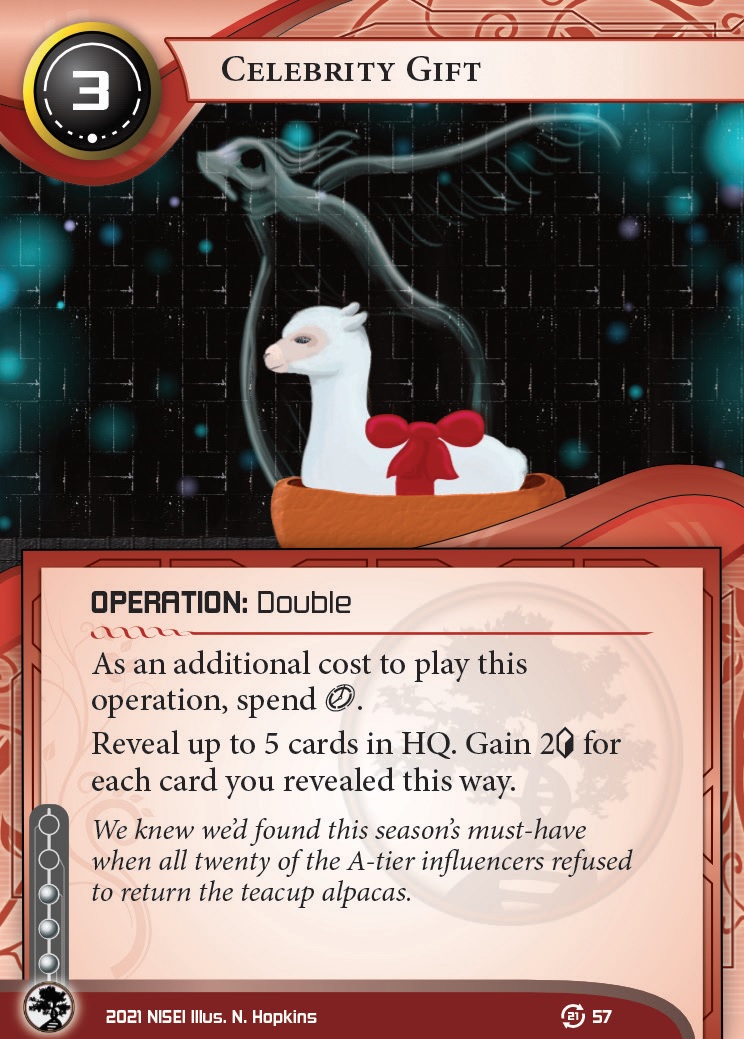 3
Celebrity Gift
OPERATION: Double
As an additional cost to play this
operation, spend .
Reveal up to 5 cards in HQ. Gain 2 for
each card you revealed this way.
We knew we'd found this season's must-have
when all twenty of the A-tier influencers refused
to return the teacup alpacas.
2021 NISEI Illus. N. Hopkins
21 57